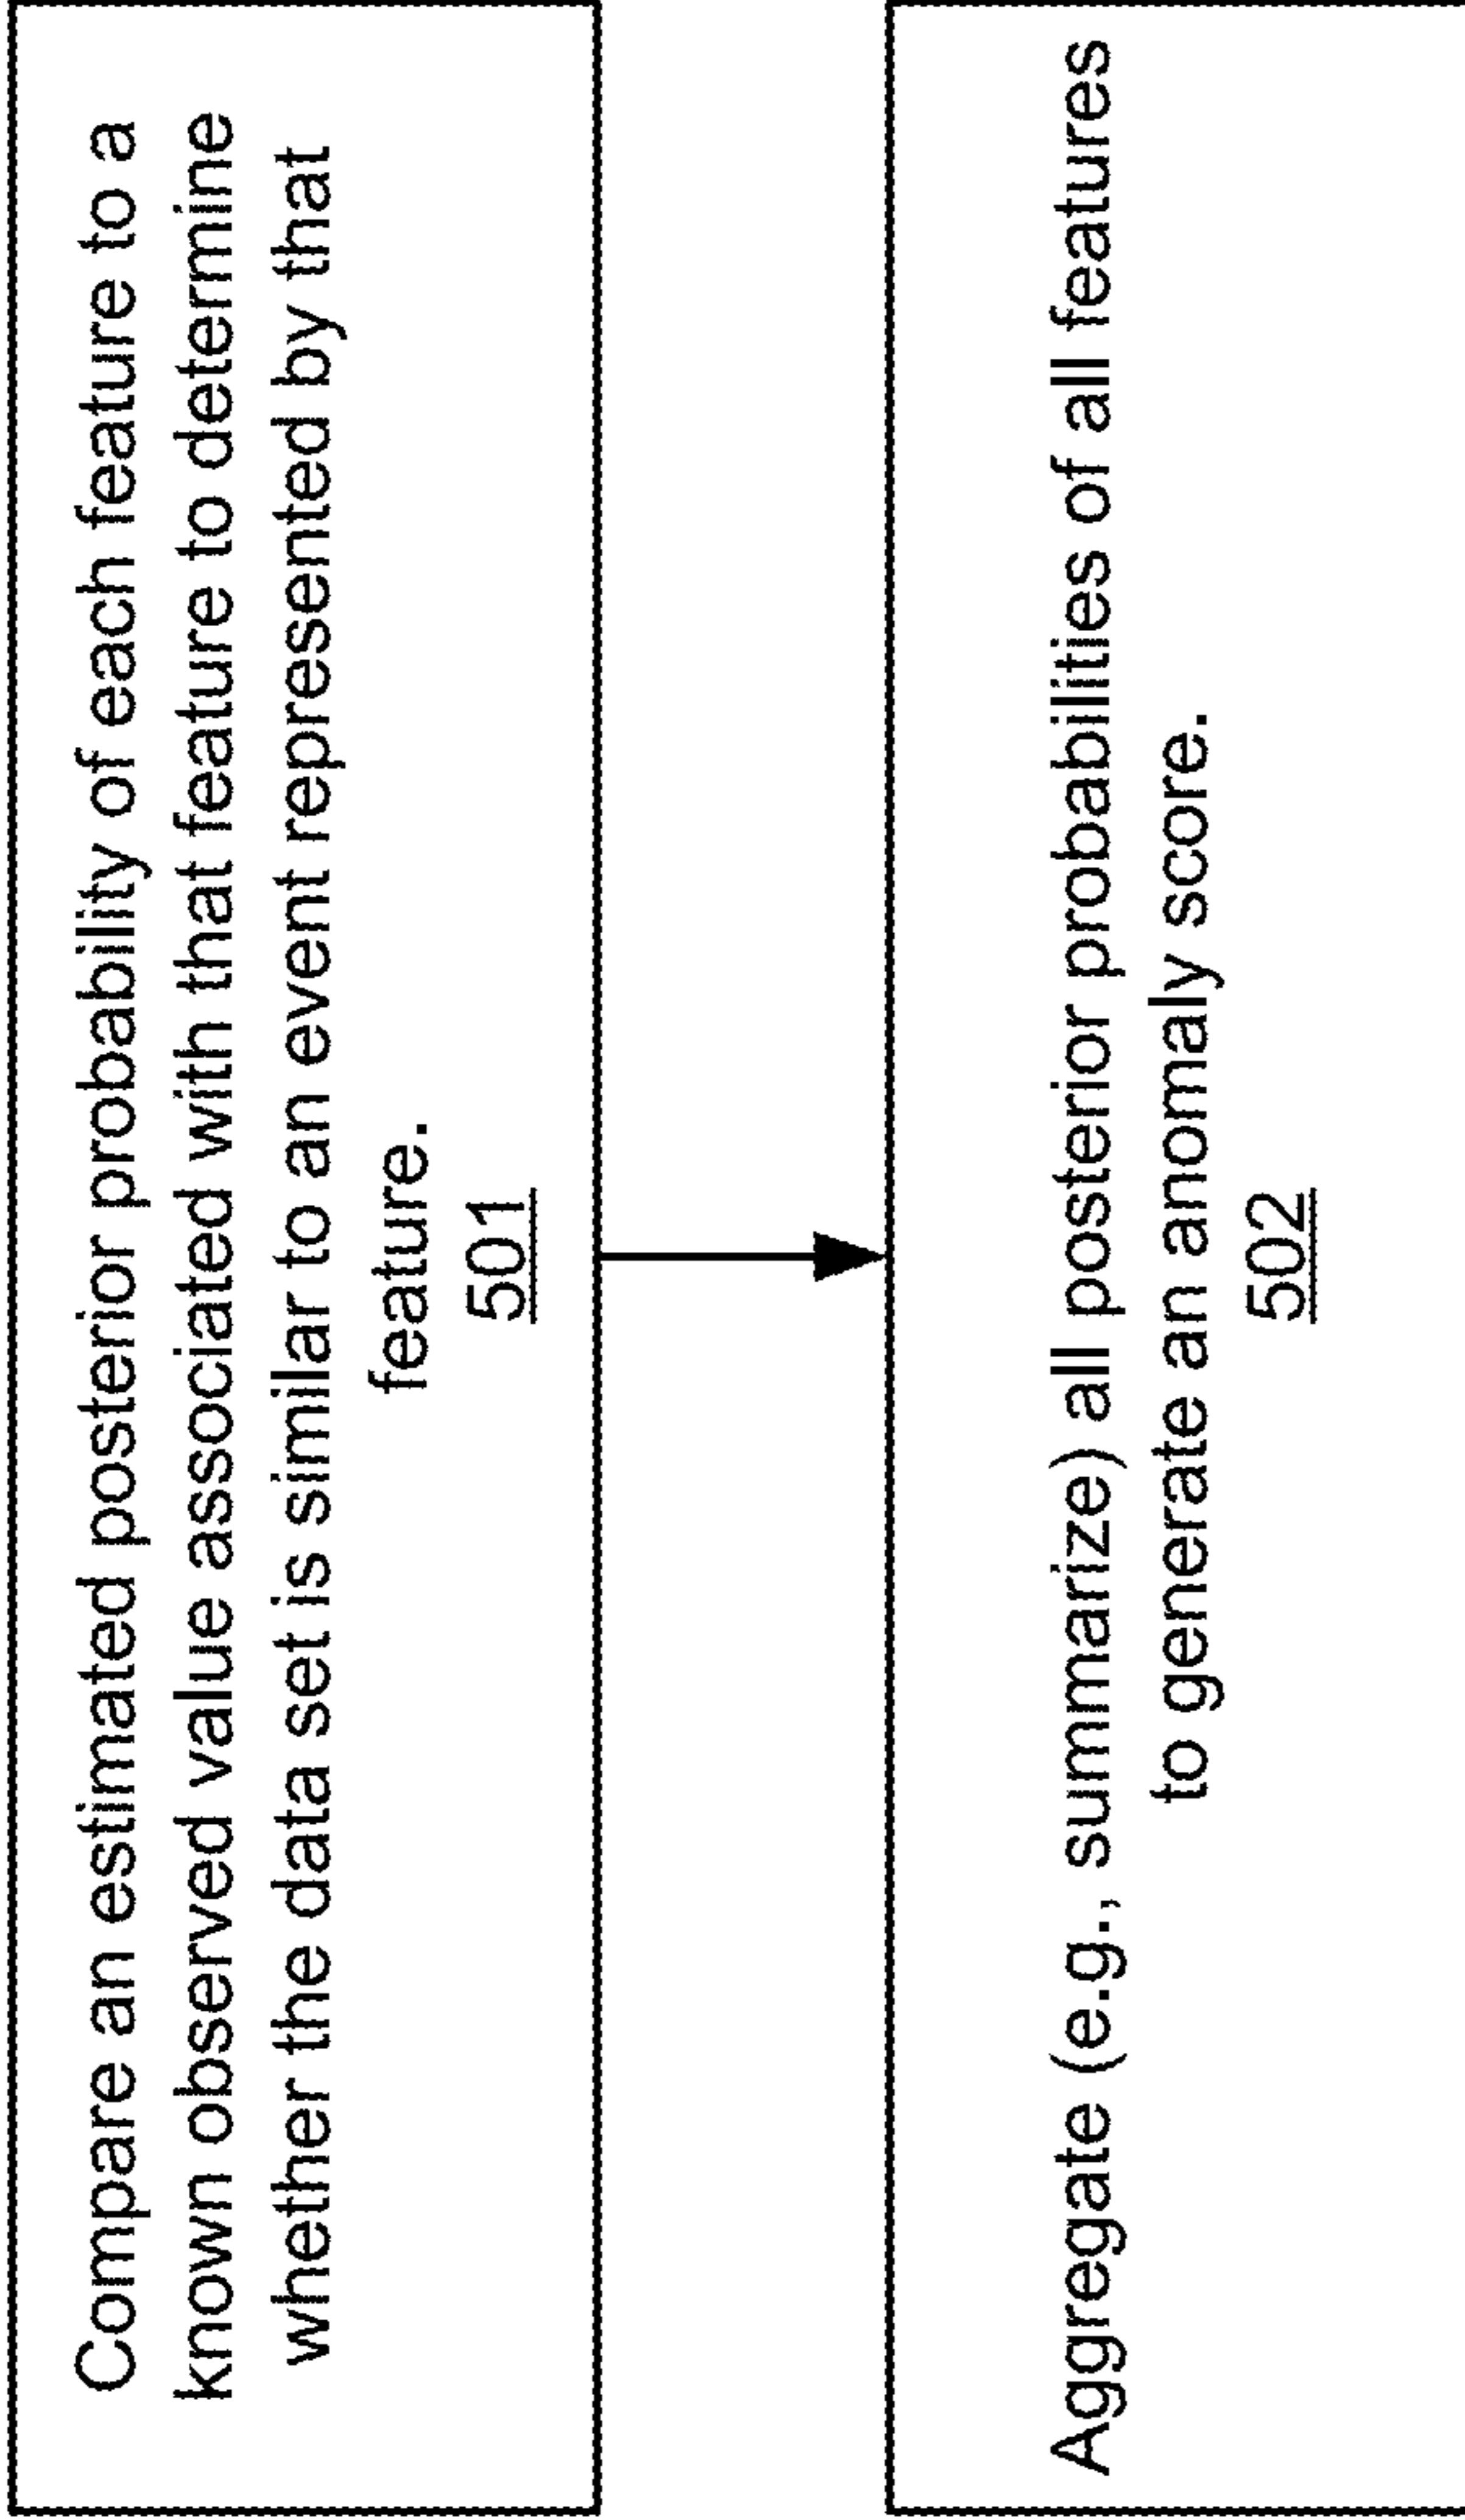 Compare an estimated posterior probability of each feature to a
known observed value associated with that feature to determine
whether the data set is similar to an event represented by that
feature.
501
Aggregate (e.g., summarize) all posterior probabilities of all features
to generate an anomaly score.
502